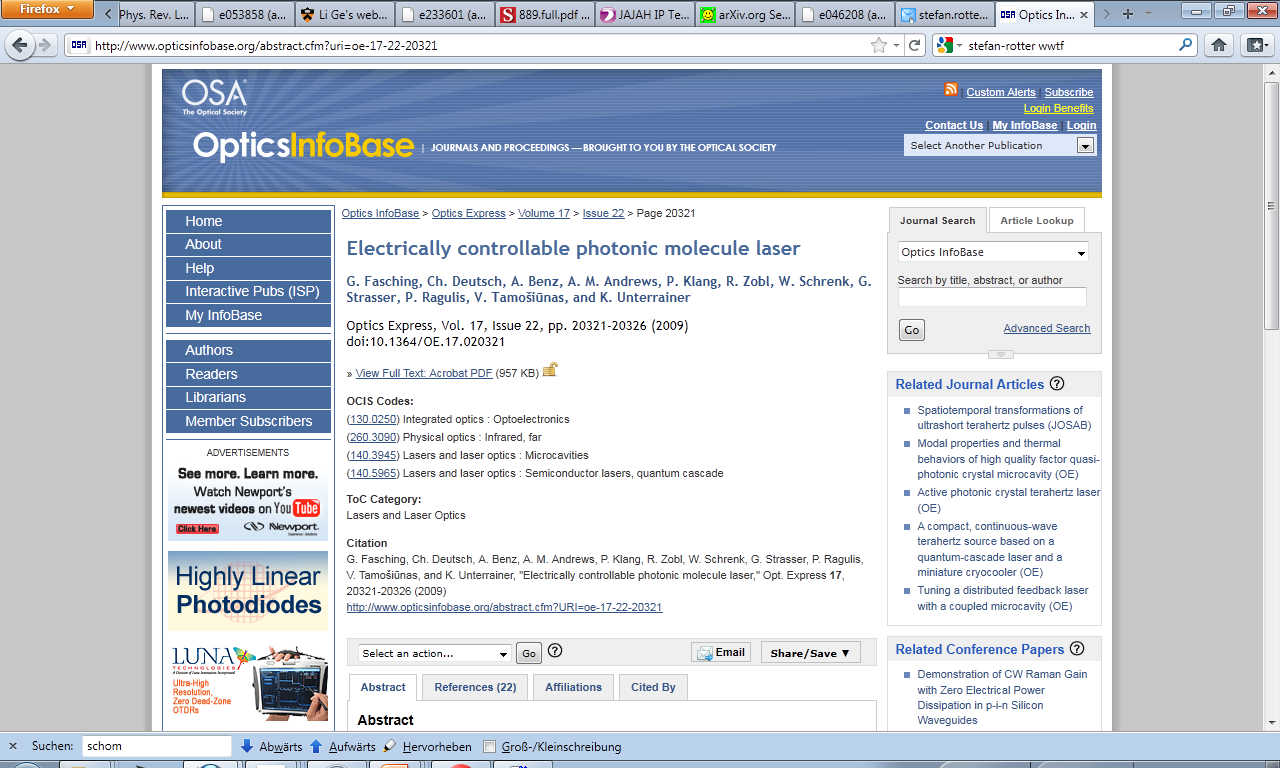 Firefox
Phys. Rev. L...
e053858 (a...
Li Ge's web...
e233601 (a...
889.full.pdf ...
JAJAH IP Te...
arXiv.org Se...
e046208 (a...
stefan.rotte...
OSA Optics In...
OSA http://www.opticsinfobase.org/abstract.cfm?uri=oe-17-22-20321
stefan-rotter wwtf
OSA
The Optical Society
OpticsInfoBase | JOURNALS AND PROCEEDINGS — BROUGHT TO YOU BY THE OPTICAL SOCIETY
| Custom Alerts | Subscribe
Login Benefits
Contact Us | My InfoBase | Login
Select Another Publication
Home
About
Help
Interactive Pubs (ISP)
My InfoBase
Authors
Readers
Librarians
Member Subscribers
ADVERTISEMENTS
See more. Learn more.
Watch Newport's
newest videos on YouTube
Click Here
Newport.
Highly Linear
Photodiodes
LUNA
TECHNOLOGIES
Ultra-High
Resolution,
Zero Dead-Zone
OTDRs
Optics InfoBase > Optics Express > Volume 17 > Issue 22 > Page 20321
Electrically controllable photonic molecule laser
G. Fasching, Ch. Deutsch, A. Benz, A. M. Andrews, P. Klang, R. Zobl, W. Schrenk, G.
Strasser, P. Ragulis, V. Tamošiūnas, and K. Unterrainer
Optics Express, Vol. 17, Issue 22, pp. 20321-20326 (2009)
doi:10.1364/OE.17.020321
» View Full Text: Acrobat PDF (957 KB)
OCIS Codes:
(130.0250) Integrated optics : Optoelectronics
(260.3090) Physical optics : Infrared, far
(140.3945) Lasers and laser optics : Microcavities
(140.5965) Lasers and laser optics : Semiconductor lasers, quantum cascade
ToC Category:
Lasers and Laser Optics
Citation
G. Fasching, Ch. Deutsch, A. Benz, A. M. Andrews, P. Klang, R. Zobl, W. Schrenk, G. Strasser, P. Ragulis,
V. Tamošiūnas, and K. Unterrainer, "Electrically controllable photonic molecule laser," Opt. Express 17,
20321-20326 (2009)
http://www.opticsinfobase.org/abstract.cfm?URI=oe-17-22-20321
Select an action...
Go
Email
Share/Save ▼
Abstract
References (22)
Affiliations
Cited By
Abstract
Journal Search
Article Lookup
Optics InfoBase
Search by title, abstract, or author
Go
Advanced Search
Related Journal Articles
Spatiotemporal transformations of
ultrashort terahertz pulses (JOSAB)
Modal properties and thermal
behaviors of high quality factor quasi-
photonic crystal microcavity (OE)
Active photonic crystal terahertz laser
(OE)
A compact, continuous-wave
terahertz source based on a
quantum-cascade laser and a
miniature cryocooler (OE)
Tuning a distributed feedback laser
with a coupled microcavity (OE)
Related Conference Papers
Demonstration of CW Raman Gain
with Zero Electrical Power
Dissipation in p-i-n Silicon
Waveguides
Suchen: schom
Abwärts
Aufwärts
Hervorheben
Groß-/Kleinschreibung